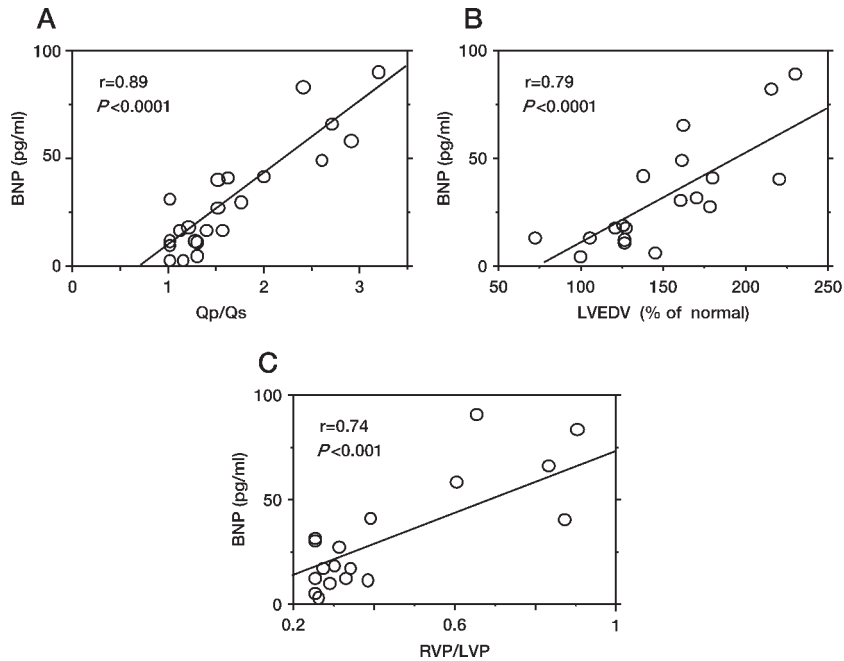 A
100
r=0.89
P<0.0001
BNP (pg/ml)
50
0
0
1
2
3
Qp/Qs
B
100
r=0.79
P<0.0001
BNP (pg/ml)
50
0
50
100
150
200
250
LVEDV (% of normal)
C
100
r=0.74
P<0.001
BNP (pg/ml)
50
0
0.2
0.6
1
RVP/LVP